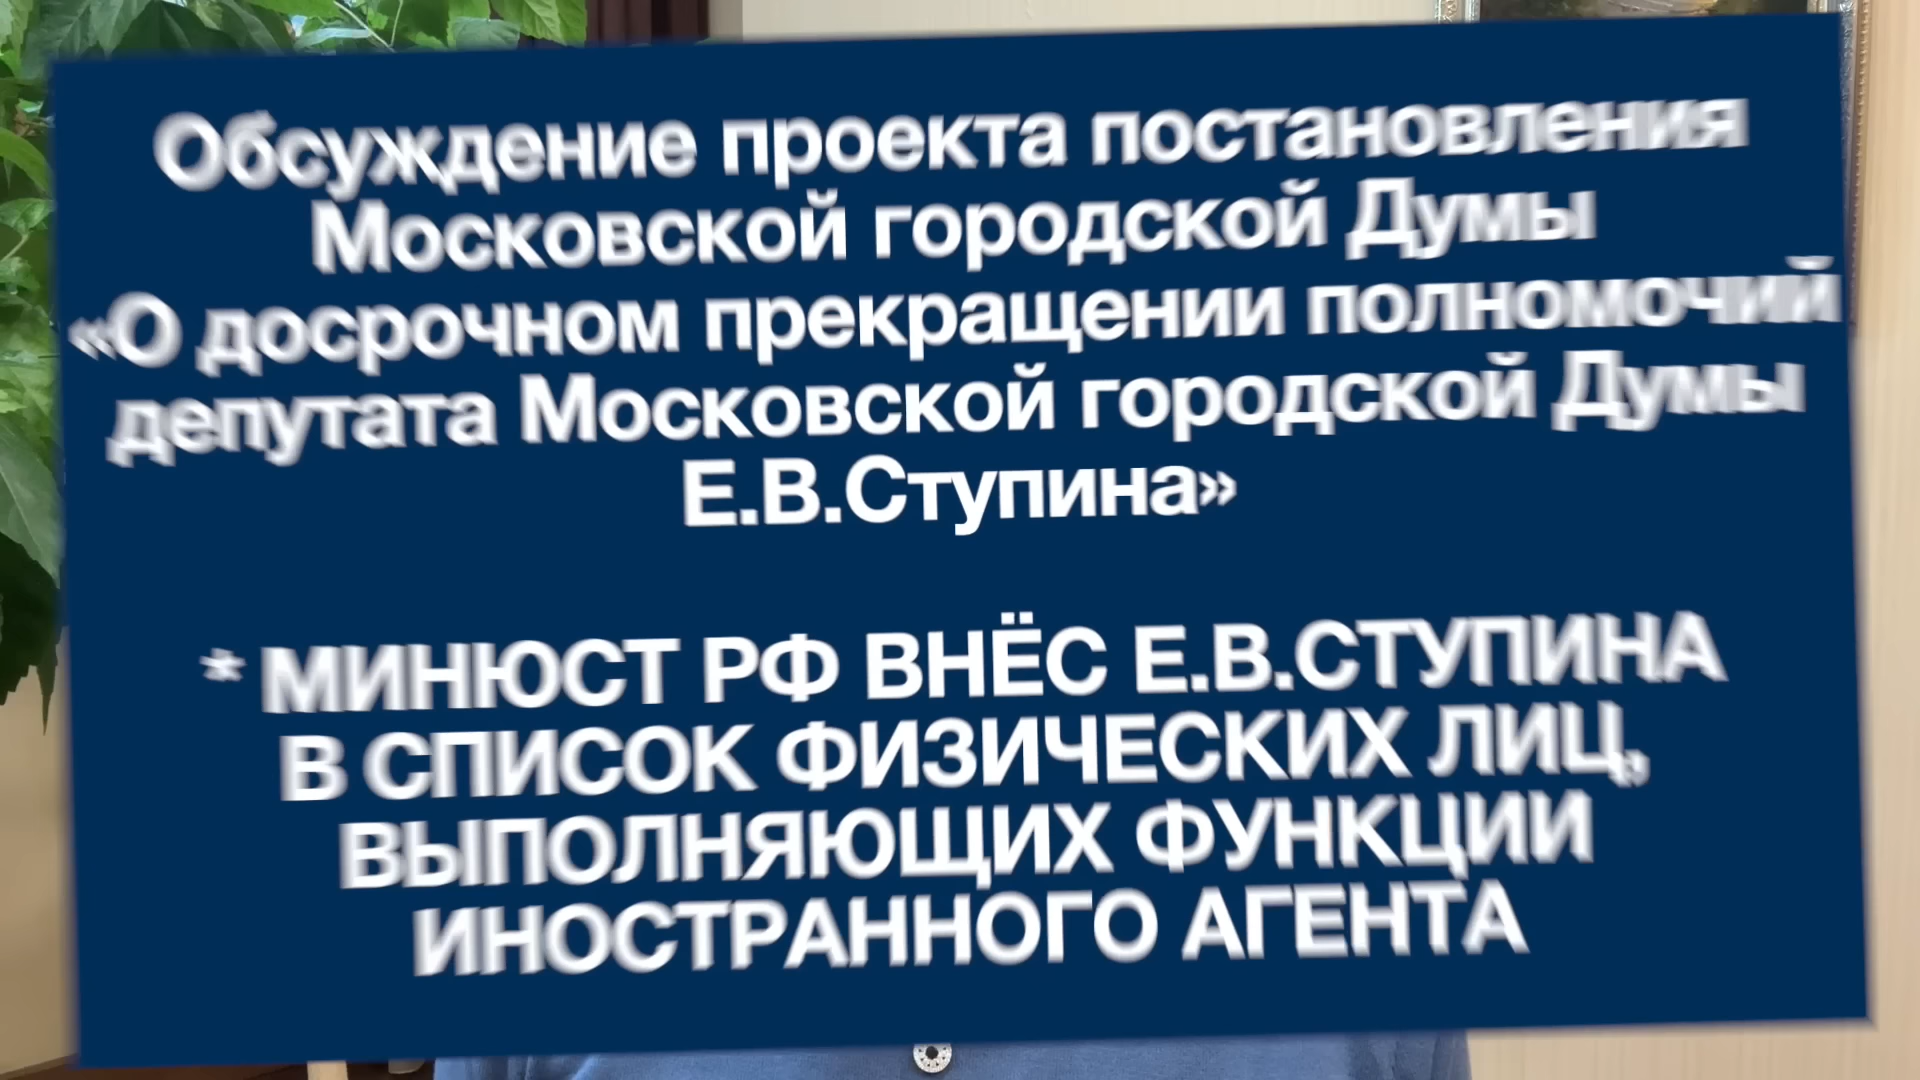 Обсуждение проекта постановления
Московской городской Думы
«О досрочном прекращении полномочий
депутата Московской городской Думы
Е.В.Ступина»
* МИНЮСТ РФ ВНЁС Е.В.СТУПИНА
В СПИСОК ФИЗИЧЕСКИХ ЛИЦ,
ВЫПОЛНЯЮЩИХ ФУНКЦИИ
ИНОСТРАННОГО АГЕНТА